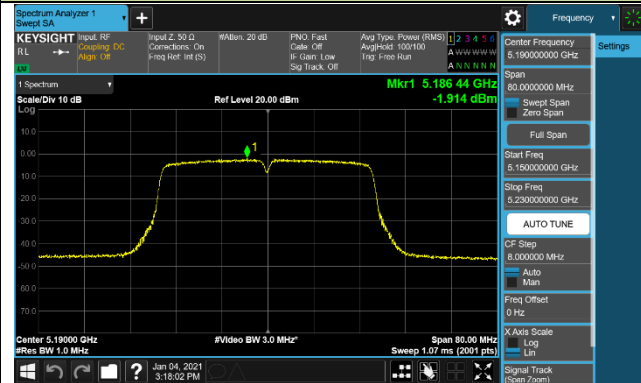 Spectrum Analyzer 1
Swept SA
+
Frequency
KEYSIGHT
RL
LXI
Input: RF
Coupling: DC
Align: Off
Input Z: 50 Ω
Corrections: On
Freq Ref: Int (S)
#Atten: 20 dB
PNO: Fast
Gate: Off
IF Gain: Low
Sig Track: Off
Avg Type: Power (RMS)
Avg|Hold: 100/100
Trig: Free Run
1 2 3 4 5 6
A W W W W W
A N N N N N
1 Spectrum
Scale/Div 10 dB
Log
Ref Level 20.00 dBm
Mkr1 5.186 44 GHz
-1.914 dBm
10.0
0.00
-10.0
-20.0
-30.0
-40.0
-50.0
-60.0
-70.0
1
Center 5.19000 GHz
#Res BW 1.0 MHz
#Video BW 3.0 MHz*
Span 80.00 MHz
Sweep 1.07 ms (2001 pts)
?
Jan 04, 2021
3:18:02 PM
Center Frequency
5.190000000 GHz
Span
80.0000000 MHz
Swept Span
Zero Span
Full Span
Start Freq
5.150000000 GHz
Stop Freq
5.230000000 GHz
AUTO TUNE
CF Step
8.000000 MHz
Auto
Man
Freq Offset
0 Hz
X Axis Scale
Log
Lin
Signal Track
(Span Zoom)
Settings